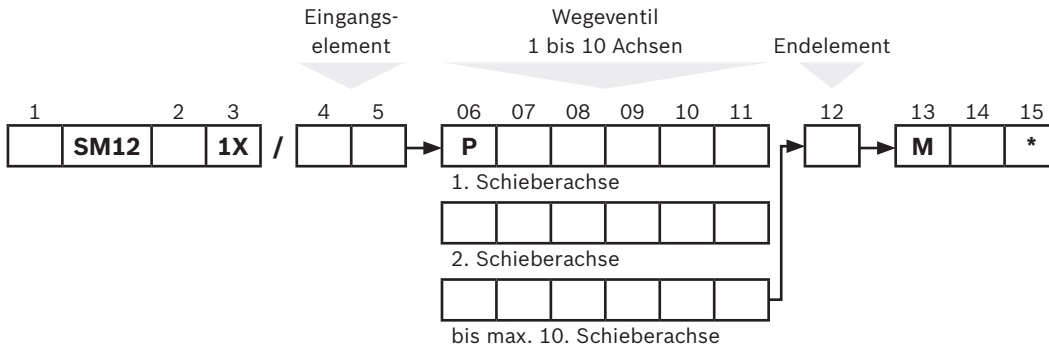 Eingangs-
element
Wegeventil
1 bis 10 Achsen
Endelement
1 2 3 4 5 06 07 08 09 10 11 12 13 14 15
SM12 1X / P M *
1. Schieberachse
2. Schieberachse
bis max. 10. Schieberachse